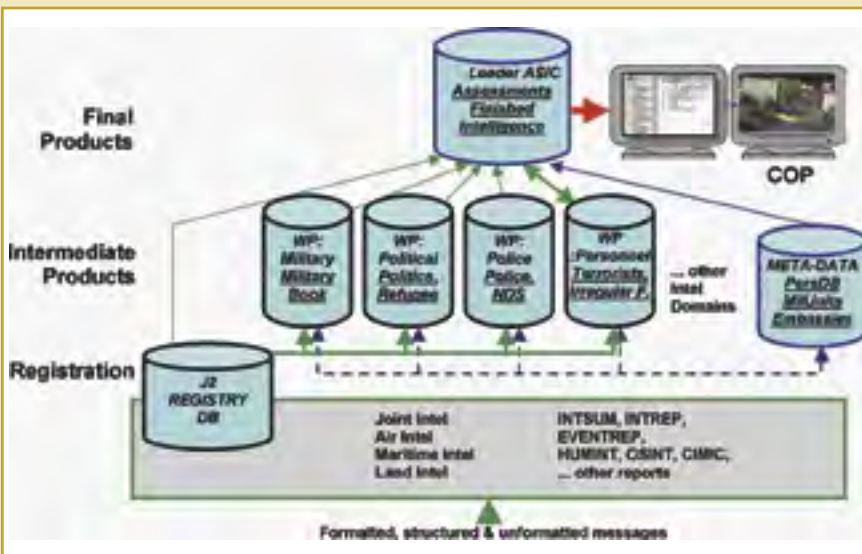 Final
Products
Leader ASIC
Assessments
Finished
Intelligence
COP
Intermediate
Products
WP:
Military
Military
Book
WP:
Political
Politics,
Refugee
WP:
Police
Police,
NDS
WP
:Personcer
Terrorists,
Irregular F,
... other
Intel
Domains
META-DATA
PersDB
MilUnits
Embassies
Registration
J2
REGISTRY
DB
Joint Intel
Air Intel
Maritime Intel
Land Intel
INTSUM, INTREP,
EVENTREP,
HUMINT, OSINT, CIMIC,
... other reports
Formatted, structured & unformatted messages